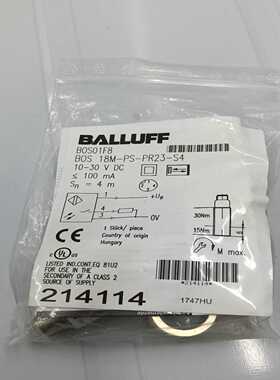 BALLUFF
BOS01F8
BOS 18M-PS-PR23-S4
10-30 V DC
≤ 100 mA
Sn = 4 m
+UB
0V
30Nm
15Nm
M max.
1 Stück/ piece
Country of origin
Hungary
CE
LISTED IND.CONT.EQ 81U2
FOR USE IN THE
SECONDARY OF A CLASS 2
SOURCE OF SUPPLY
*214114*
214114
1747HU